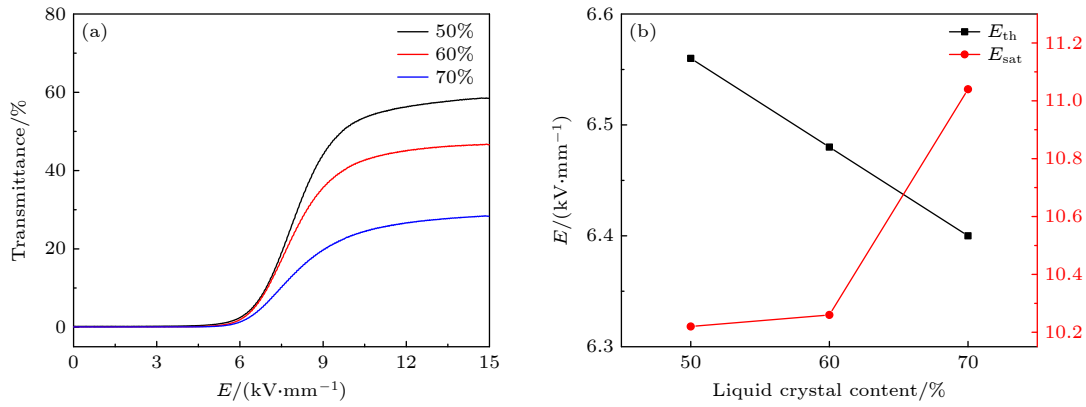 (a)
50%
60%
70%
Transmittance/%
80
60
40
20
0
0 3 6 9 12 15
E/(kV·mm⁻¹)
(b)
E_th
E_sat
E/(kV·mm⁻¹)
6.6
6.5
6.4
6.3
11.2
11.0
10.8
10.6
10.4
10.2
50 60 70
Liquid crystal content/%